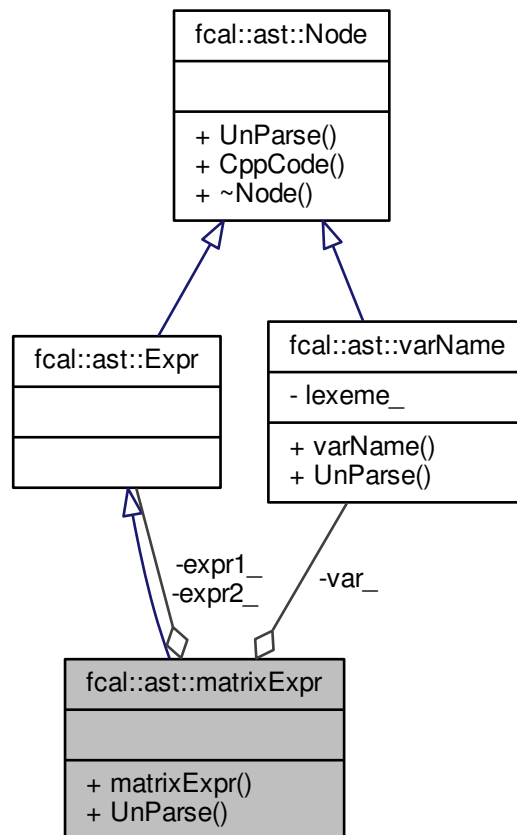 fcal::ast::Node
+ UnParse()
+ CppCode()
+ ~Node()
fcal::ast::Expr
fcal::ast::varName
- lexeme_
+ varName()
+ UnParse()
-expr1_
-expr2_
-var_
fcal::ast::matrixExpr
+ matrixExpr()
+ UnParse()